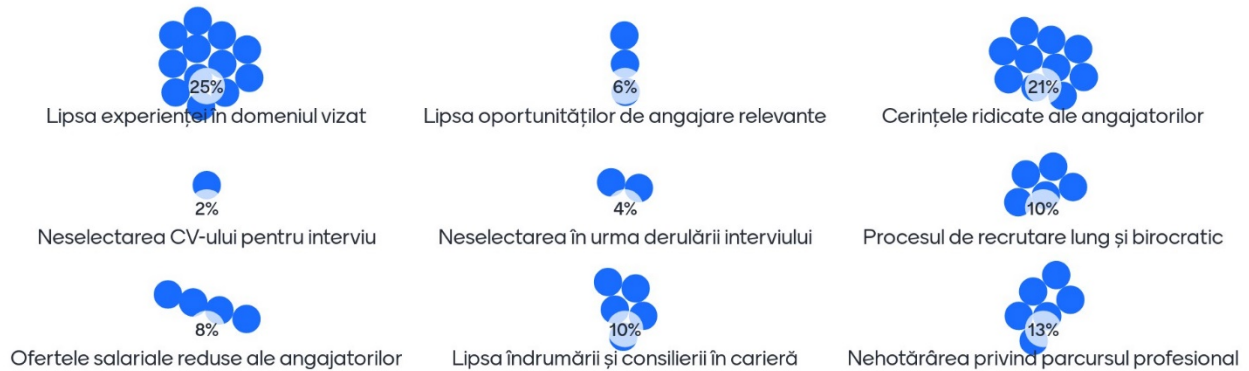 25%
Lipsa experienței în domeniul vizat
6%
Lipsa oportunităților de angajare relevante
21%
Cerințele ridicate ale angajatorilor
2%
Neselectarea CV-ului pentru interviu
4%
Neselectarea în urma derulării interviului
10%
Procesul de recrutare lung și birocratic
8%
Ofertele salariale reduse ale angajatorilor
10%
Lipsa îndrumării și consilierii în carieră
13%
Nehotărârea privind parcursul profesional